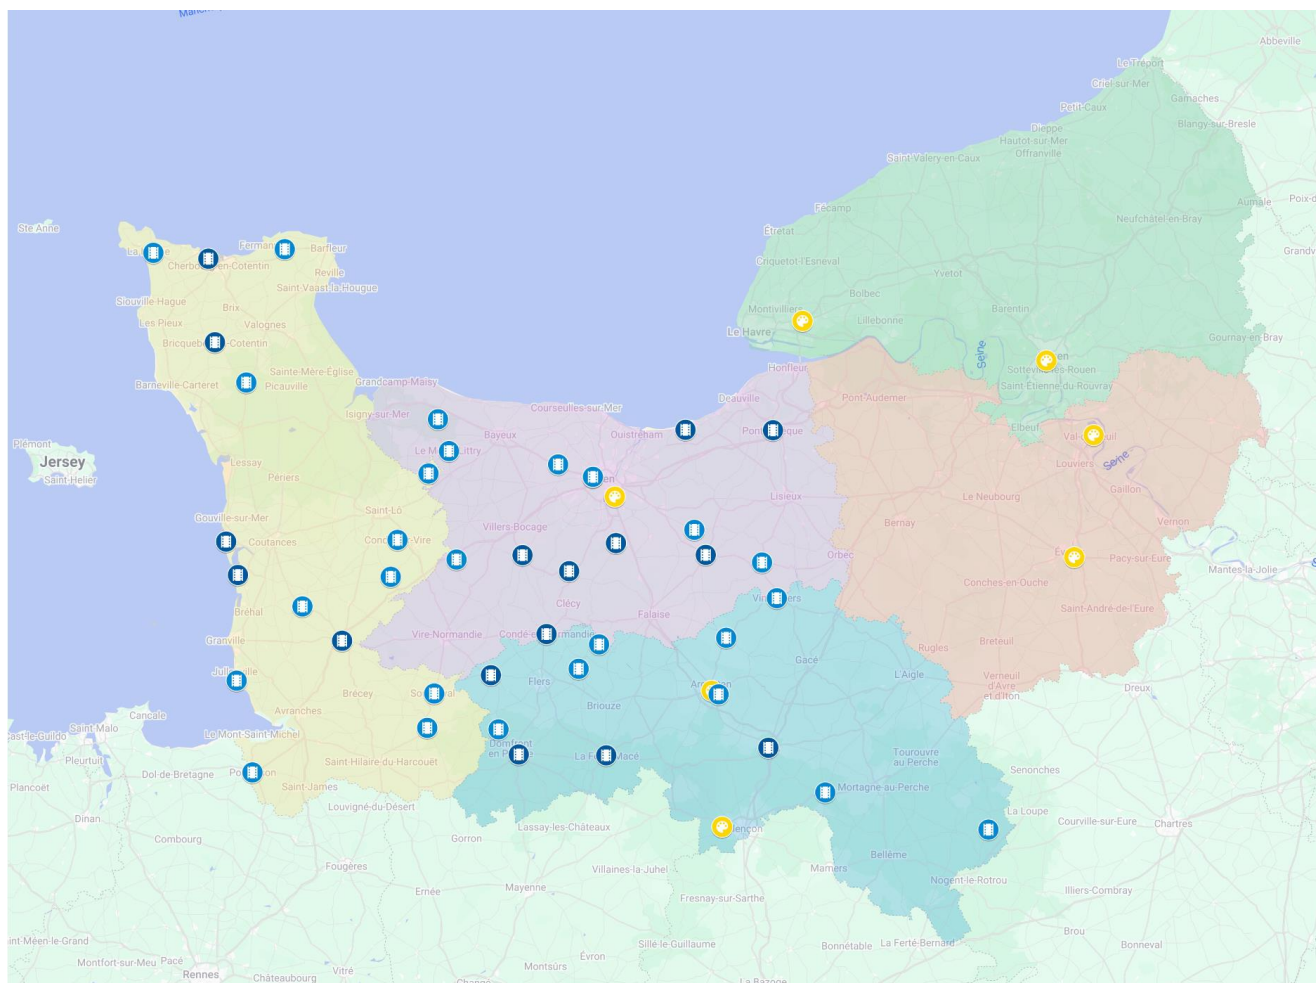 Abbeville
Le Tréport
Criel-sur-Mer
Gamaches
Petit-Caux
Blangy-sur-Bresle
Dieppe
Hautot-sur-Mer
Offranville
Saint Valery-en-Caux
Aumale
Poix-d
Fécamp
Neufchâtel-en-Bray
Ste Anne
Étretat
Barfleur
Cherbo
en-Cotentin
Criquetot-l'Esneval
Yvetot
Reville
Saint-Vaast-la-Hougue
Bolbec
Siouville-Hague
Brix
Montivillier
Barentin
Lillebonne
Les Pieux
Valognes
Le Havre
Gournay-en-Bray
Bricqueb
Cotentin
Seine
Sotteville
Rouen
Sainte-Mère-Église
Honfleur
Barneville-Carteret
Picauville
Grandcamp-Maisy
Saint-Étienne du Rouvray
Deauville
Pont-Audemer
Courseulles-sur-Mer
Isigny-sur-Mer
Elbeuf
Bayeux
Ouistreham
Plémont
Louviers
Jersey
Lessay
Seine
Saint-Helier
Périers
Gaillon
Lisieux
Le Neubourg
Saint-Lô
Gouville-sur-Mer
Vernon
Villers-Bocage
Bernay
Coutances
Orbec
Pacy-sur-Eure
Mantes-la-Jolie
Conches-en-Ouche
Clécy
Bréhal
Falaise
Saint-André-de-l'Eure
Vire-Normandie
Granville
Breteuil
Rugles
Gacé
L'Aigle
Verneuil
d'Avre
et d'Iton
Flers
Dreux
Brécey
Briouze
Avranches
Cancale
Saint Malo
Le Mont-Saint Michel
Domfront
Tourouvre
au Perche
Pleurtuit
Saint-Hilaire-du-Harcouët
Senonches
Dol-de-Bretagne
Plancoët
Saint-James
Mortagne-au-Perche
Louvigné-du-Désert
La Loupe
Dinan
Lassay-les-Châteaux
Courville-sur-Eure
Chartres
Combourg
Gorron
Bellême
Fougères
Villaines-la-Juhel
Mamers
Nogent-le-Rotrou
Ernée
Mayenne
Illiers-Combray
Fresnay-sur-Sarthe
Brou
Sillé-le-Guillaume
La Ferté-Bernard
Bonnétable
Bonneval
Évron
Montfort-sur-Meu
Pacé
Vitré
Montsûrs
Rennes
Châteaubourg
La Bazoge